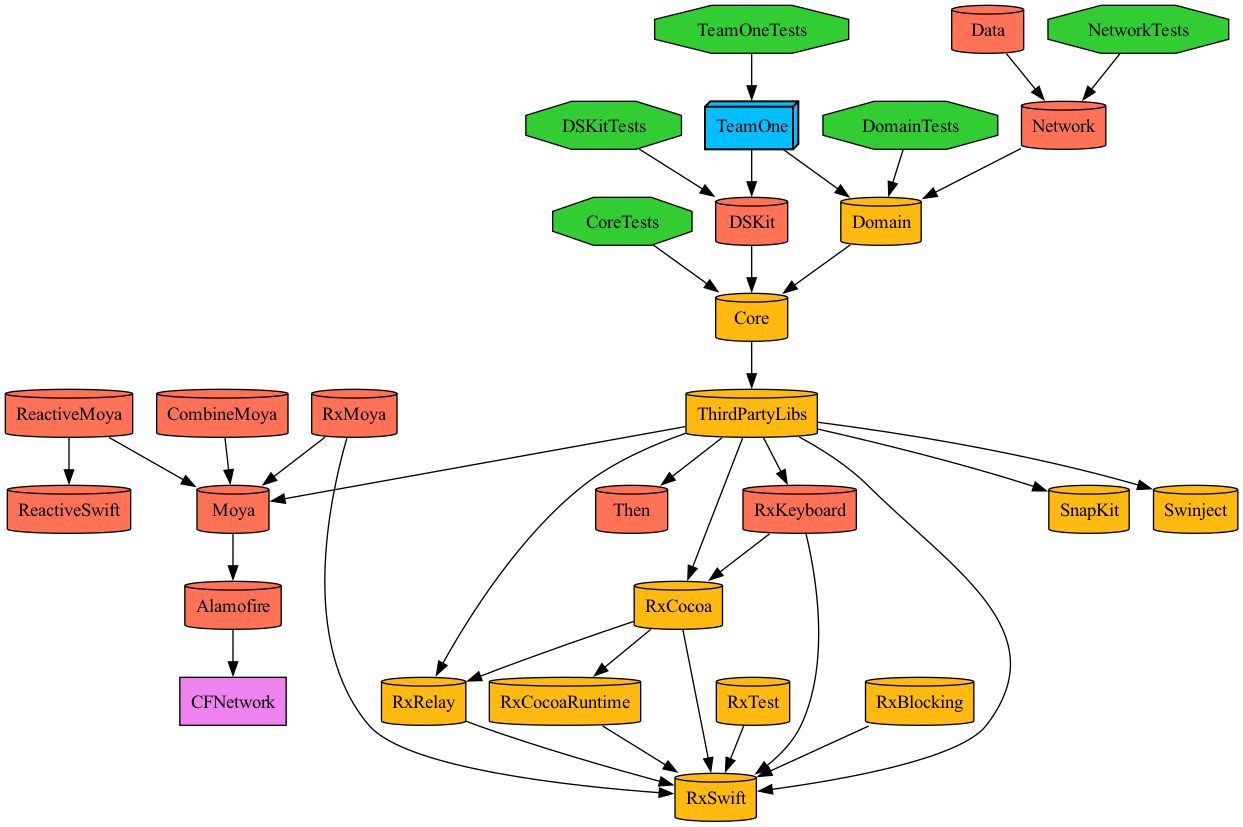 TeamOneTests
Data
NetworkTests
DSKitTests
TeamOne
DomainTests
Network
CoreTests
DSKit
Domain
Core
ReactiveMoya
CombineMoya
RxMoya
ThirdPartyLibs
ReactiveSwift
Moya
Then
RxKeyboard
SnapKit
Swinject
Alamofire
RxCocoa
CFNetwork
RxRelay
RxCocoaRuntime
RxTest
RxBlocking
RxSwift